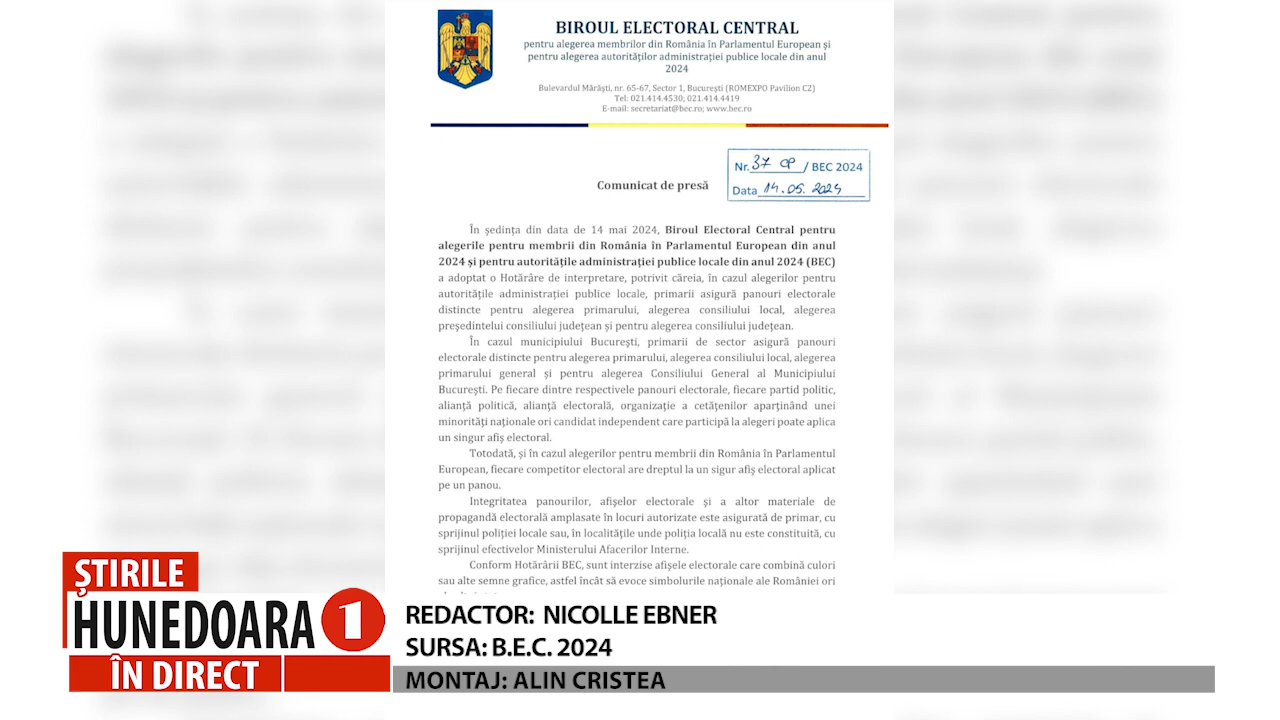 BIROUL ELECTORAL CENTRAL
pentru alegerea membrilor din România în Parlamentul European și
pentru alegerea autorităților administrației publice locale din anul
2024
Bulevardul Mărăști, nr. 65-67, Sector 1, București (ROMEXPO Pavilion C2)
Tel: 021.414.4530; 021.414.4419
E-mail: secretariat@bec.ro; www.bec.ro
Nr. 37 CP / BEC 2024
Comunicat de presă
Data 14.05.2024
În ședința din data de 14 mai 2024, Biroul Electoral Central pentru
alegerile pentru membrii din România în Parlamentul European din anul
2024 și pentru autoritățile administrației publice locale din anul 2024 (BEC)
a adoptat o Hotărâre de interpretare, potrivit căreia, în cazul alegerilor pentru
autoritățile administrației publice locale, primarii asigură panouri electorale
distincte pentru alegerea primarului, alegerea consiliului local, alegerea
președintelui consiliului județean și pentru alegerea consiliului județean.
În cazul municipiului București, primarii de sector asigură panouri
electorale distincte pentru alegerea primarului, alegerea consiliului local, alegerea
primarului general și pentru alegerea Consiliului General al Municipiului
București. Pe fiecare dintre respectivele panouri electorale, fiecare partid politic,
alianță politică, alianță electorală, organizație a cetățenilor aparținând unei
minorități naționale ori candidat independent care participă la alegeri poate aplica
un singur afiș electoral.
Totodată, și în cazul alegerilor pentru membrii din România în Parlamentul
European, fiecare competitor electoral are dreptul la un sigur afiș electoral aplicat
pe un panou.
Integritatea panourilor, afișelor electorale și a altor materiale de
propagandă electorală amplasate în locuri autorizate este asigurată de primar, cu
sprijinul poliției locale sau, în localitățile unde poliția locală nu este constituită, cu
sprijinul efectivelor Ministerului Afacerilor Interne.
Conform Hotărârii BEC, sunt interzise afișele electorale care combină culori
sau alte semne grafice, astfel încât să evoce simbolurile naționale ale României ori
ȘTIRILE
HUNEDOARA 1
ÎN DIRECT
REDACTOR: NICOLLE EBNER
SURSA: B.E.C. 2024
MONTAJ: ALIN CRISTEA